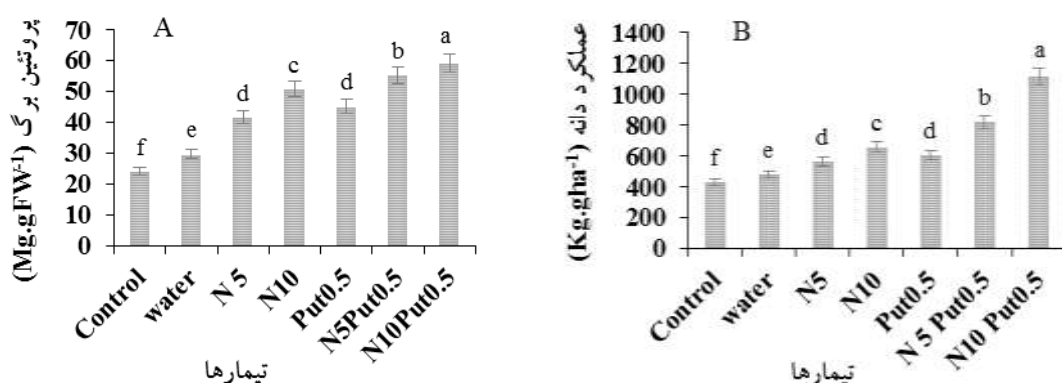 A
پروتئین برگ (Mg.gFW-1)
70
60
50
40
30
20
10
0
f
e
d
c
d
b
a
Control
water
N 5
N10
Put0.5
N5Put0.5
N10Put0.5
تیمارها
B
عملکرد دانه (Kg.gha-1)
1400
1200
1000
800
600
400
200
0
f
e
d
c
d
b
a
Control
water
N5
N10
Put0.5
N 5 Put0.5
N10 Put0.5
تیمارها